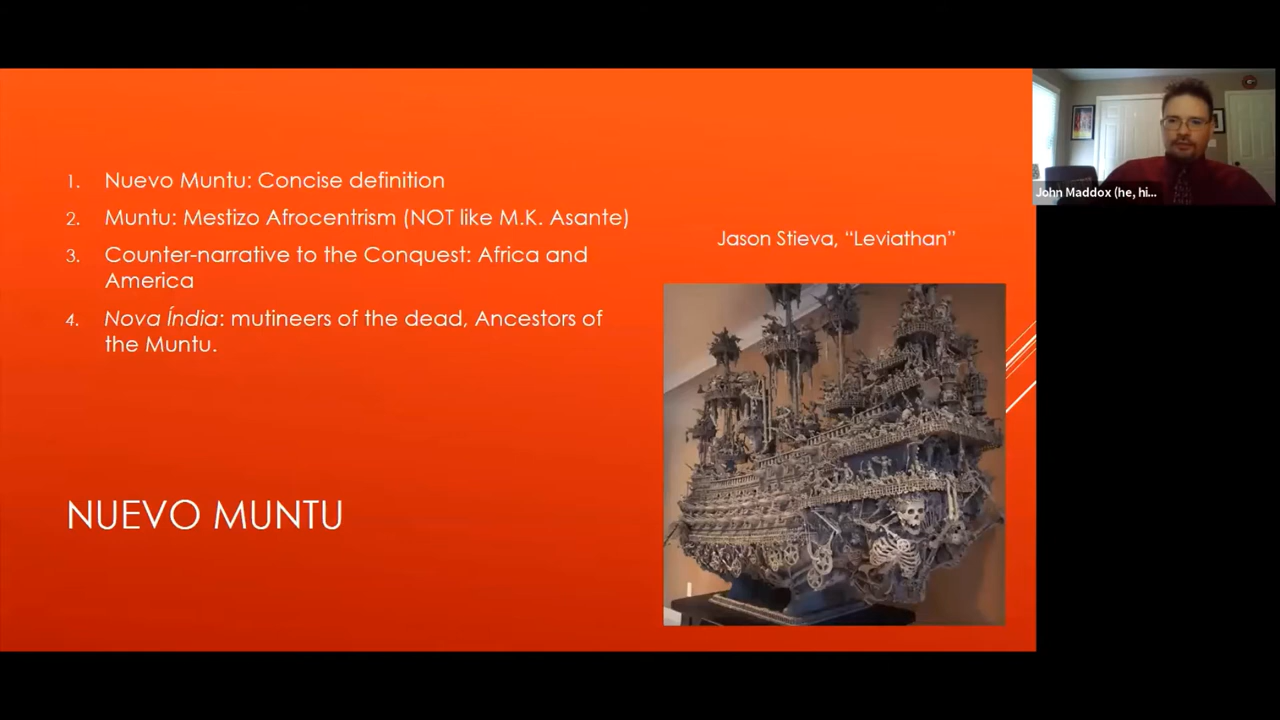 1. Nuevo Muntu: Concise definition
2. Muntu: Mestizo Afrocentrism (NOT like M.K. Asante)
3. Counter-narrative to the Conquest: Africa and
America
4. Nova Índia: mutineers of the dead, Ancestors of
the Muntu.
NUEVO MUNTU
Jason Stieva, “Leviathan”
John Maddox (he, hi...